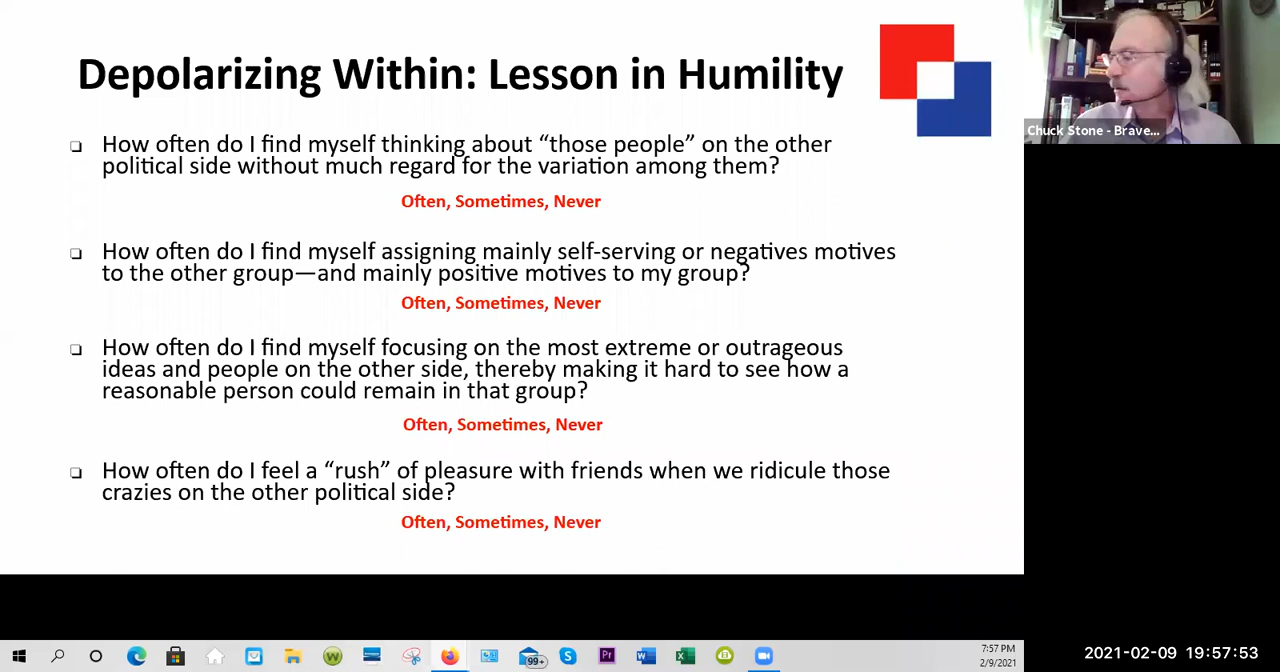 Depolarizing Within: Lesson in Humility
How often do I find myself thinking about “those people” on the other
political side without much regard for the variation among them?
Often, Sometimes, Never
How often do I find myself assigning mainly self-serving or negatives motives
to the other group—and mainly positive motives to my group?
Often, Sometimes, Never
How often do I find myself focusing on the most extreme or outrageous
ideas and people on the other side, thereby making it hard to see how a
reasonable person could remain in that group?
Often, Sometimes, Never
How often do I feel a “rush” of pleasure with friends when we ridicule those
crazies on the other political side?
Often, Sometimes, Never
Chuck Stone - Brave...
99+
Pr
7:57 PM
2/9/2021
2021-02-09 19:57:53